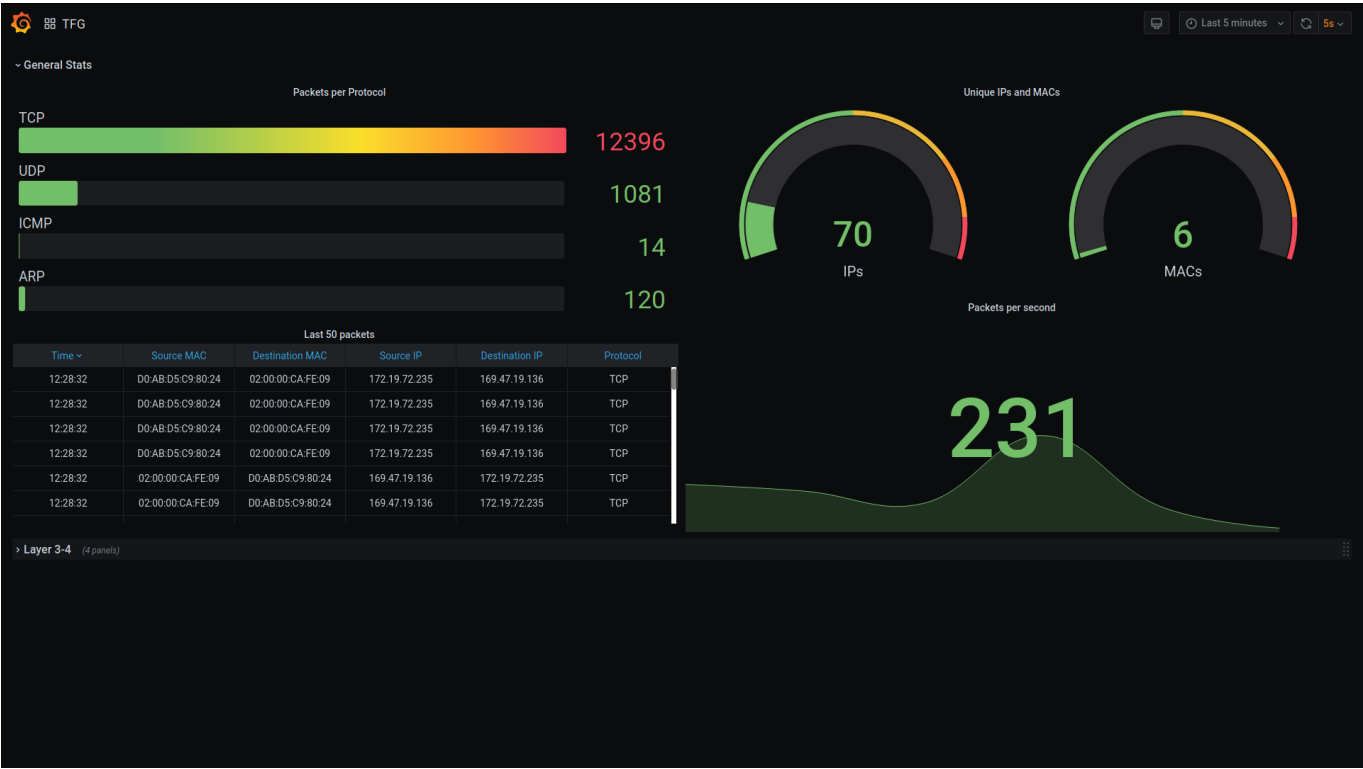 TFG
Last 5 minutes
5s
General Stats
Packets per Protocol
TCP
12396
UDP
1081
ICMP
14
ARP
120
Unique IPs and MACs
70
IPs
6
MACs
Last 50 packets
Time Source MAC Destination MAC Source IP Destination IP Protocol
12:28:32 D0:AB:D5:C9:80:24 02:00:00:CA:FE:09 172.19.72.235 169.47.19.136 TCP
12:28:32 D0:AB:D5:C9:80:24 02:00:00:CA:FE:09 172.19.72.235 169.47.19.136 TCP
12:28:32 D0:AB:D5:C9:80:24 02:00:00:CA:FE:09 172.19.72.235 169.47.19.136 TCP
12:28:32 D0:AB:D5:C9:80:24 02:00:00:CA:FE:09 172.19.72.235 169.47.19.136 TCP
12:28:32 02:00:00:CA:FE:09 D0:AB:D5:C9:80:24 169.47.19.136 172.19.72.235 TCP
12:28:32 02:00:00:CA:FE:09 D0:AB:D5:C9:80:24 169.47.19.136 172.19.72.235 TCP
Packets per second
231
Layer 3-4 (4 panels)